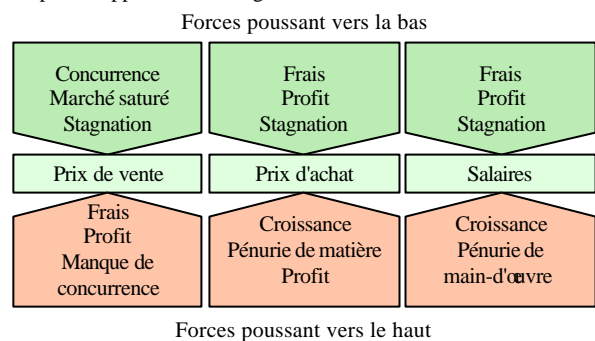 Forces poussant vers la bas
Concurrence
Marché saturé
Stagnation
Frais
Profit
Stagnation
Frais
Profit
Stagnation
Prix de vente
Prix d'achat
Salaires
Frais
Profit
Manque de
concurrence
Croissance
Pénurie de matière
Profit
Croissance
Pénurie de
main-d'œuvre
Forces poussant vers le haut